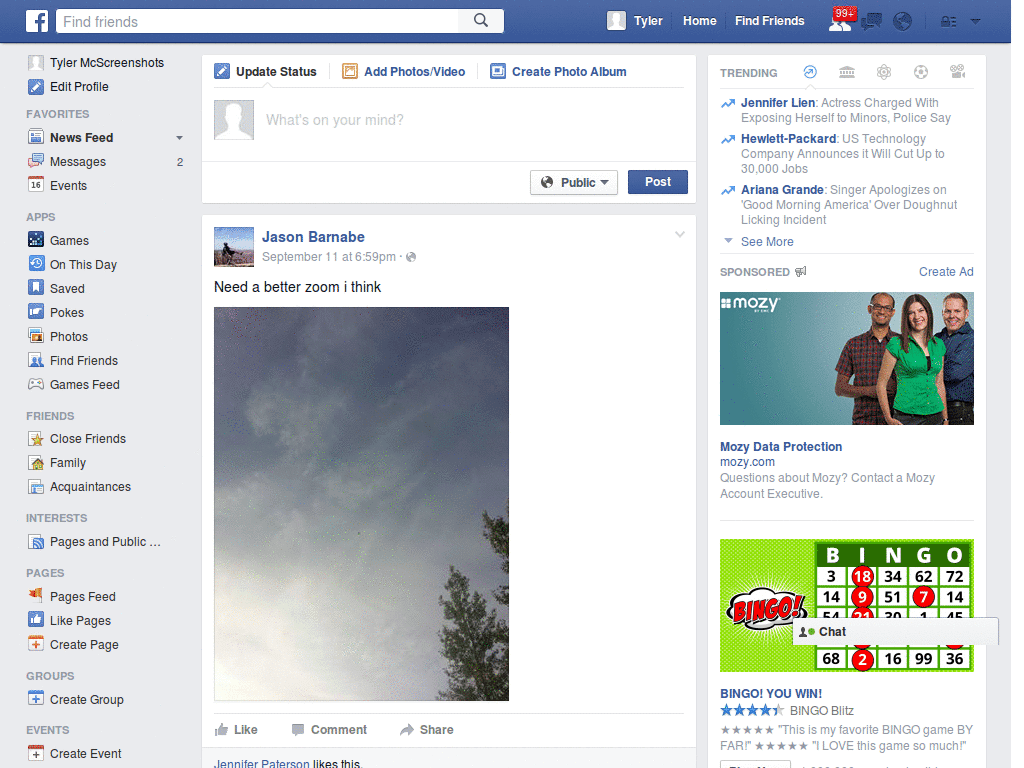 f
Find friends
Tyler
Home
Find Friends
99+
Tyler McScreenshots
Edit Profile
FAVORITES
News Feed
Messages 2
16 Events
APPS
Games
On This Day
Saved
Pokes
Photos
Find Friends
Games Feed
FRIENDS
Close Friends
Family
Acquaintances
INTERESTS
Pages and Public ...
PAGES
Pages Feed
Like Pages
Create Page
GROUPS
Create Group
EVENTS
Create Event
Update Status
Add Photos/Video
Create Photo Album
What's on your mind?
Public
Post
Jason Barnabe
September 11 at 6:59pm ·
Need a better zoom i think
Like
Comment
Share
Jennifer Paterson likes this.
TRENDING
Jennifer Lien: Actress Charged With
Exposing Herself to Minors, Police Say
Hewlett-Packard: US Technology
Company Announces it Will Cut Up to
30,000 Jobs
Ariana Grande: Singer Apologizes on
'Good Morning America' Over Doughnut
Licking Incident
See More
SPONSORED
Create Ad
mozy
BY EMC
Mozy Data Protection
mozy.com
Questions about Mozy? Contact a Mozy
Account Executive.
BINGO!
B I N G O
3 18 34 62 72
14 9 51 7 14
54 21 30 1 45
Chat
68 2 16 99 36
BINGO! YOU WIN!
BINGO Blitz
★★★★★ "This is my favorite BINGO game BY
FAR!" ★★★★★ "I LOVE this game so much!"